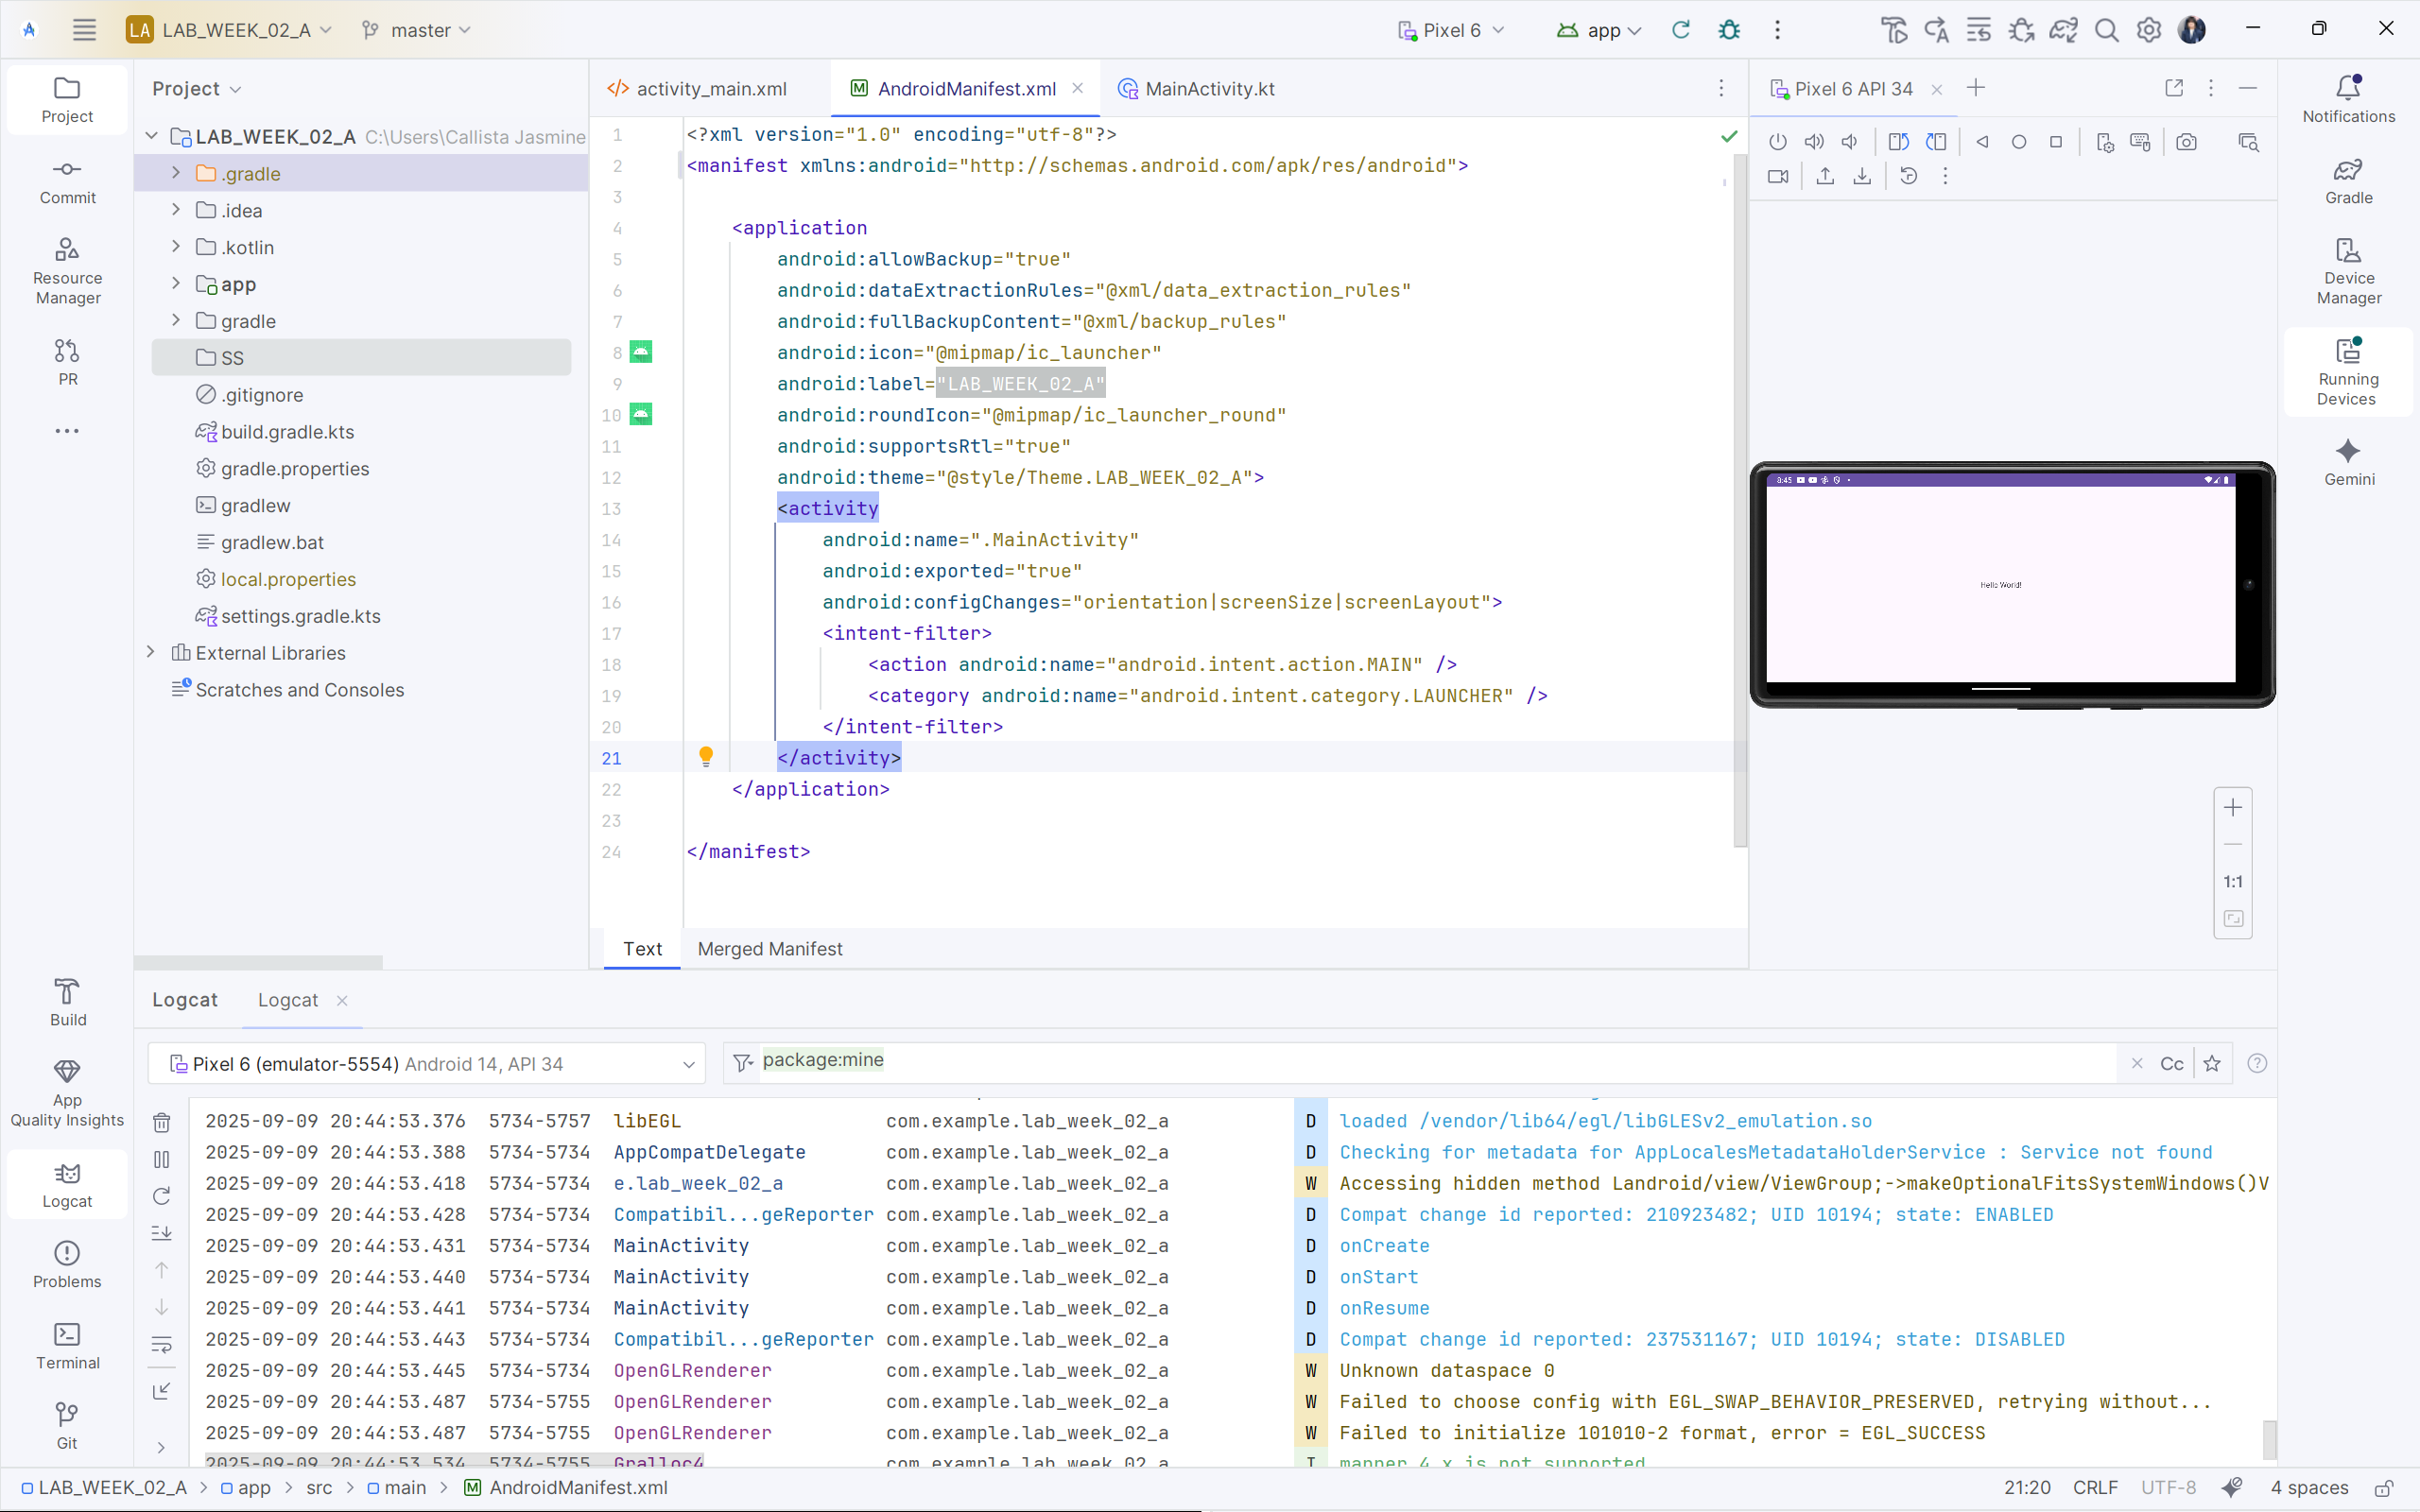 LA LAB_WEEK_02_A master Pixel 6 app
Project
Commit
Resource
Manager
PR
Build
App
Quality Insights
Logcat
Problems
Terminal
Git
Project
LAB_WEEK_02_A C:\Users\Callista Jasmine
.gradle
.idea
.kotlin
app
gradle
SS
.gitignore
build.gradle.kts
gradle.properties
gradlew
gradlew.bat
local.properties
settings.gradle.kts
External Libraries
Scratches and Consoles
activity_main.xml AndroidManifest.xml MainActivity.kt
1 <?xml version="1.0" encoding="utf-8"?>
2 <manifest xmlns:android="http://schemas.android.com/apk/res/android">
3
4 <application
5 android:allowBackup="true"
6 android:dataExtractionRules="@xml/data_extraction_rules"
7 android:fullBackupContent="@xml/backup_rules"
8 android:icon="@mipmap/ic_launcher"
9 android:label="LAB_WEEK_02_A"
10 android:roundIcon="@mipmap/ic_launcher_round"
11 android:supportsRtl="true"
12 android:theme="@style/Theme.LAB_WEEK_02_A">
13 <activity
14 android:name=".MainActivity"
15 android:exported="true"
16 android:configChanges="orientation|screenSize|screenLayout">
17 <intent-filter>
18 <action android:name="android.intent.action.MAIN" />
19 <category android:name="android.intent.category.LAUNCHER" />
20 </intent-filter>
21 </activity>
22 </application>
23
24 </manifest>
Text Merged Manifest
Pixel 6 API 34
8:45
Hello World!
1:1
Notifications
Gradle
Device
Manager
Running
Devices
Gemini
Logcat Logcat
Pixel 6 (emulator-5554) Android 14, API 34 package:mine Cc
2025-09-09 20:44:53.376 5734-5757 libEGL com.example.lab_week_02_a D loaded /vendor/lib64/egl/libGLESv2_emulation.so
2025-09-09 20:44:53.388 5734-5734 AppCompatDelegate com.example.lab_week_02_a D Checking for metadata for AppLocalesMetadataHolderService : Service not found
2025-09-09 20:44:53.418 5734-5734 e.lab_week_02_a com.example.lab_week_02_a W Accessing hidden method Landroid/view/ViewGroup;->makeOptionalFitsSystemWindows()V
2025-09-09 20:44:53.428 5734-5734 Compatibil...geReporter com.example.lab_week_02_a D Compat change id reported: 210923482; UID 10194; state: ENABLED
2025-09-09 20:44:53.431 5734-5734 MainActivity com.example.lab_week_02_a D onCreate
2025-09-09 20:44:53.440 5734-5734 MainActivity com.example.lab_week_02_a D onStart
2025-09-09 20:44:53.441 5734-5734 MainActivity com.example.lab_week_02_a D onResume
2025-09-09 20:44:53.443 5734-5734 Compatibil...geReporter com.example.lab_week_02_a D Compat change id reported: 237531167; UID 10194; state: DISABLED
2025-09-09 20:44:53.445 5734-5734 OpenGLRenderer com.example.lab_week_02_a W Unknown dataspace 0
2025-09-09 20:44:53.487 5734-5755 OpenGLRenderer com.example.lab_week_02_a W Failed to choose config with EGL_SWAP_BEHAVIOR_PRESERVED, retrying without...
2025-09-09 20:44:53.487 5734-5755 OpenGLRenderer com.example.lab_week_02_a W Failed to initialize 101010-2 format, error = EGL_SUCCESS
2025-09-09 20:44:53.534 5734-5755 Gralloc4 com.example.lab_week_02_a I mapper 4.x is not supported
LAB_WEEK_02_A > app > src > main > AndroidManifest.xml 21:20 CRLF UTF-8 4 spaces